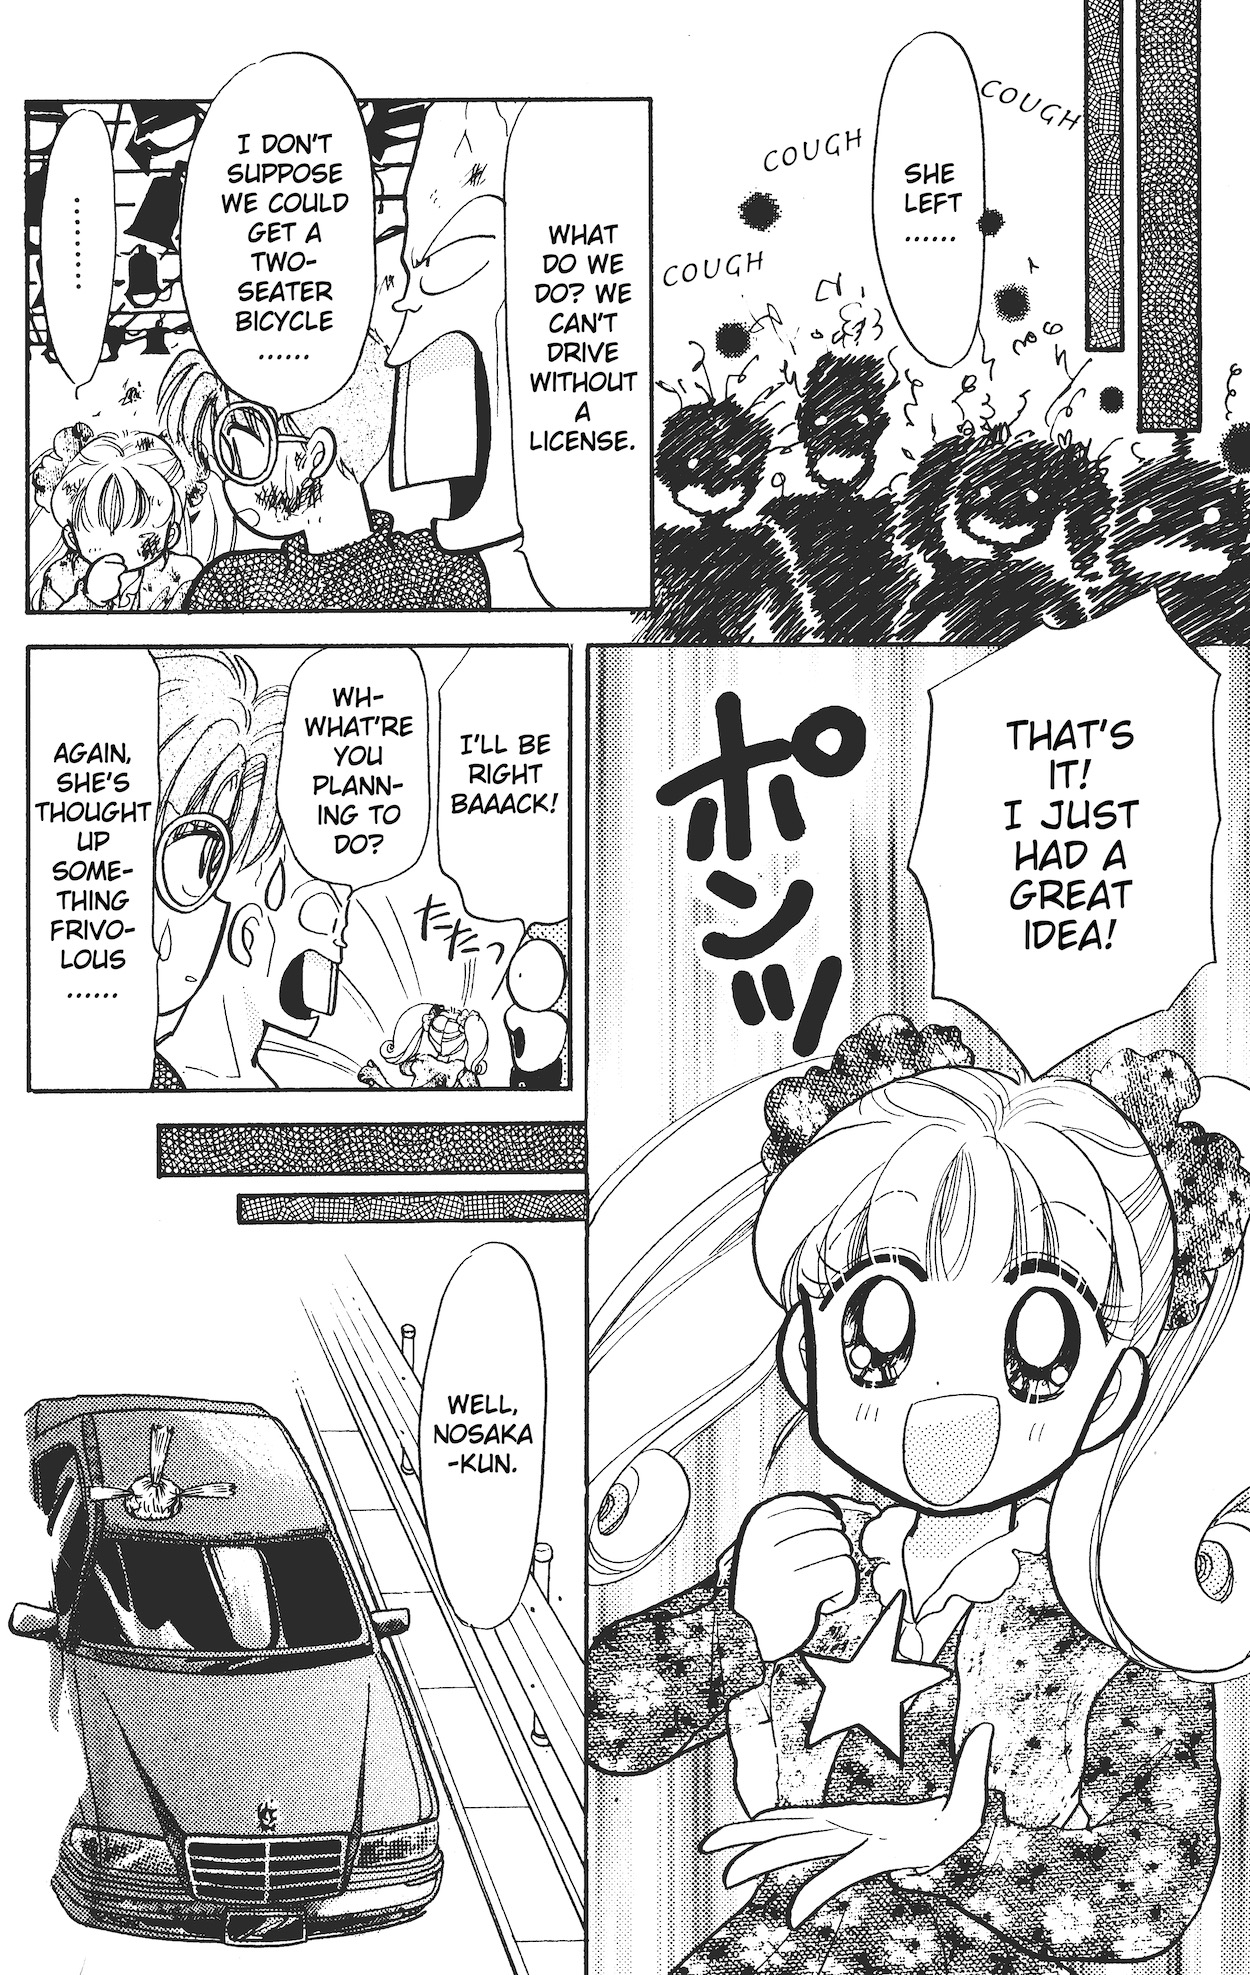 COUGH
COUGH
COUGH
SHE
LEFT
......
WHAT
DO WE
DO? WE
CAN'T
DRIVE
WITHOUT
A
LICENSE.
I DON'T
SUPPOSE
WE COULD
GET A
TWO-
SEATER
BICYCLE
......
.........
THAT'S
IT!
I JUST
HAD A
GREAT
IDEA!
ポンッ
I'LL BE
RIGHT
BAAACK!
たたたっ
WH-
WHAT'RE
YOU
PLANN-
ING TO
DO?
AGAIN,
SHE'S
THOUGHT
UP
SOME-
THING
FRIVO-
LOUS
......
WELL,
NOSAKA
-KUN.